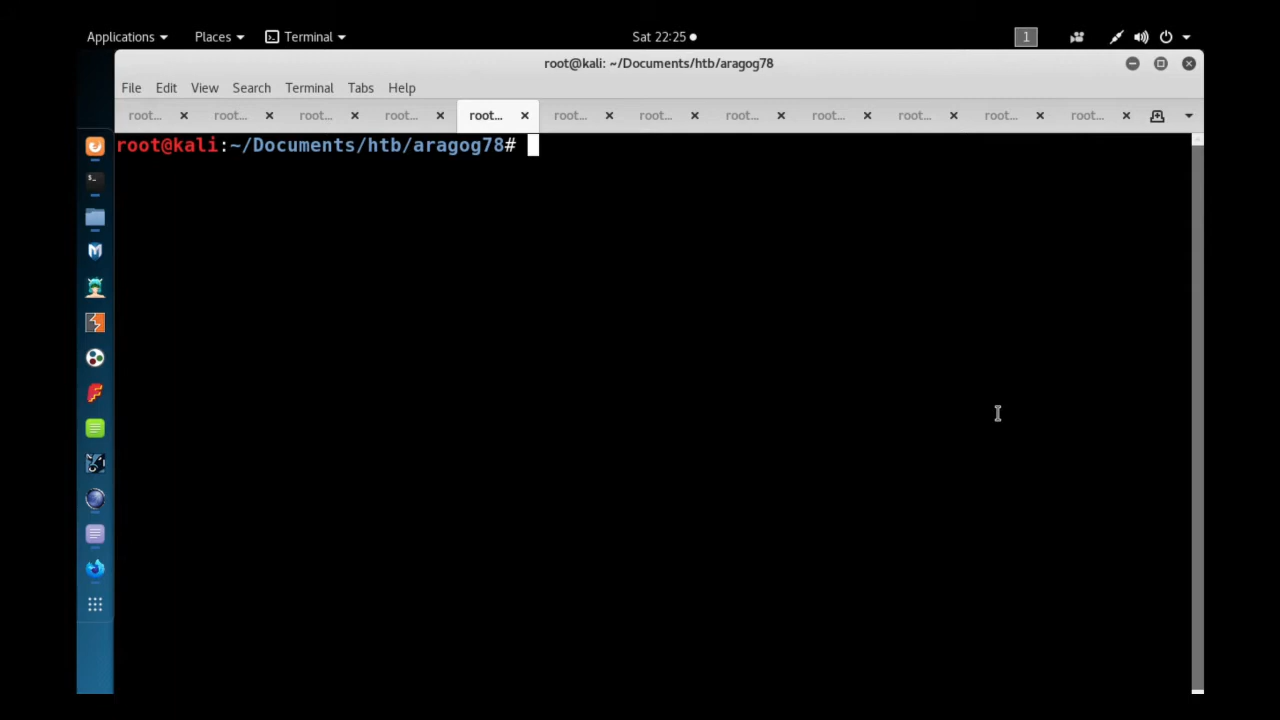 Applications Places Terminal Sat 22:25 1
root@kali: ~/Documents/htb/aragog78
File Edit View Search Terminal Tabs Help
root... root... root... root... root... root... root... root... root... root... root... root...
root@kali:~/Documents/htb/aragog78#